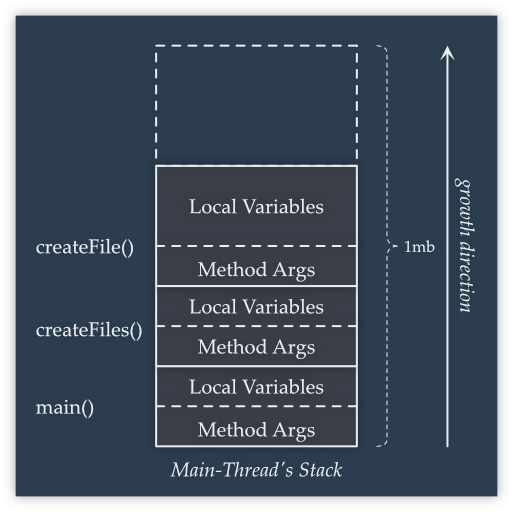 Local Variables
createFile()
Method Args
1mb
growth direction
Local Variables
createFiles()
Method Args
Local Variables
main()
Method Args
Main-Thread's Stack